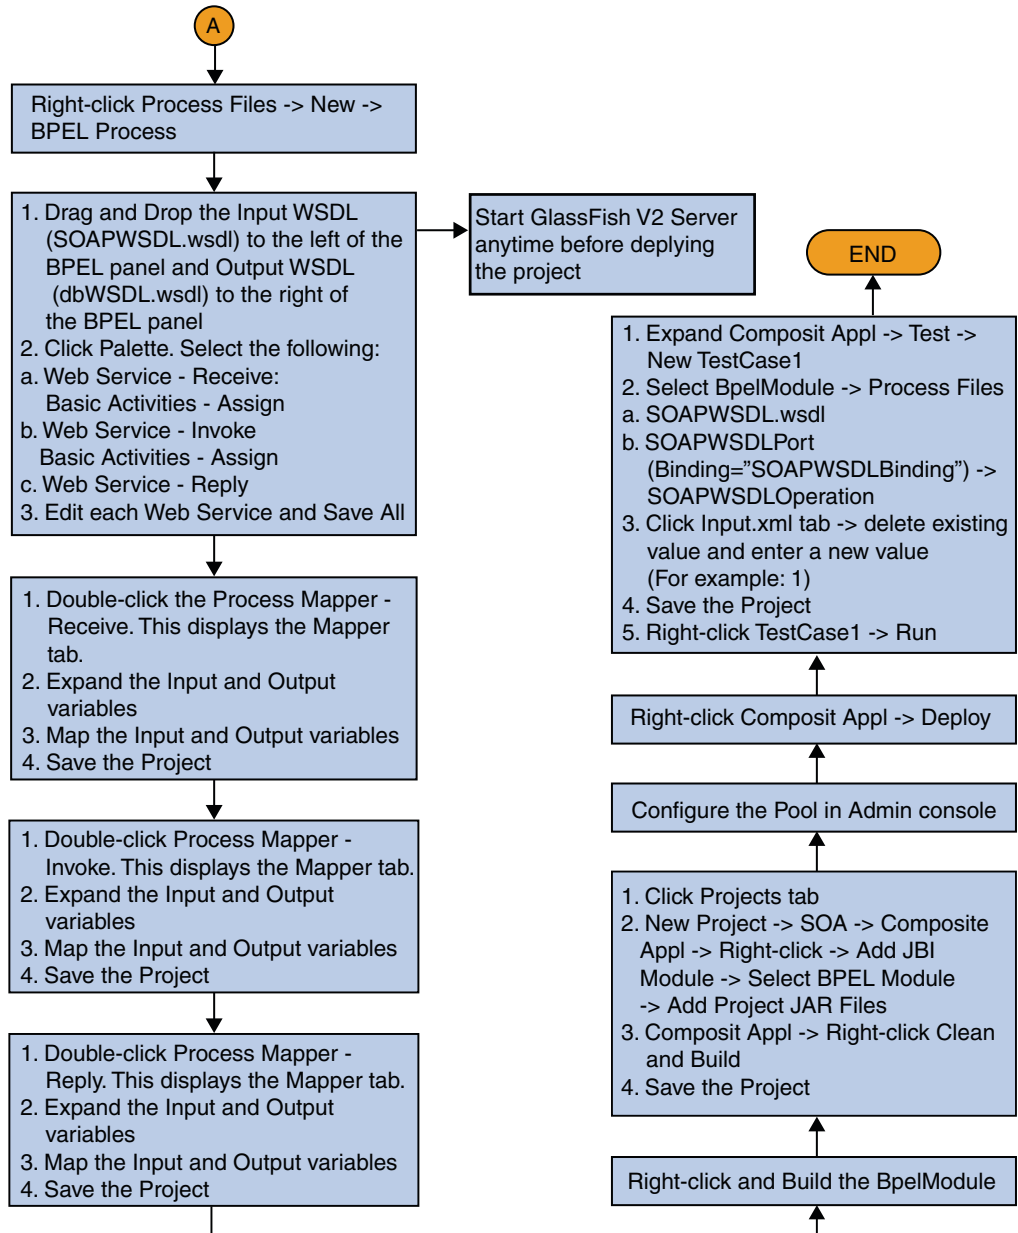 A
Right-click Process Files -> New ->
BPEL Process
1. Drag and Drop the Input WSDL
(SOAPWSDL.wsdl) to the left of the
BPEL panel and Output WSDL
(dbWSDL.wsdl) to the right of
the BPEL panel
2. Click Palette. Select the following:
a. Web Service - Receive:
Basic Activities - Assign
b. Web Service - Invoke
Basic Activities - Assign
c. Web Service - Reply
3. Edit each Web Service and Save All
Start GlassFish V2 Server
anytime before deplying
the project
1. Double-click the Process Mapper -
Receive. This displays the Mapper
tab.
2. Expand the Input and Output
variables
3. Map the Input and Output variables
4. Save the Project
1. Double-click Process Mapper -
Invoke. This displays the Mapper tab.
2. Expand the Input and Output
variables
3. Map the Input and Output variables
4. Save the Project
1. Double-click Process Mapper -
Reply. This displays the Mapper tab.
2. Expand the Input and Output
variables
3. Map the Input and Output variables
4. Save the Project
Right-click and Build the BpelModule
1. Click Projects tab
2. New Project -> SOA -> Composite
Appl -> Right-click -> Add JBI
Module -> Select BPEL Module
-> Add Project JAR Files
3. Composit Appl -> Right-click Clean
and Build
4. Save the Project
Configure the Pool in Admin console
Right-click Composit Appl -> Deploy
1. Expand Composit Appl -> Test ->
New TestCase1
2. Select BpelModule -> Process Files
a. SOAPWSDL.wsdl
b. SOAPWSDLPort
(Binding=”SOAPWSDLBinding”) ->
SOAPWSDLOperation
3. Click Input.xml tab -> delete existing
value and enter a new value
(For example: 1)
4. Save the Project
5. Right-click TestCase1 -> Run
END